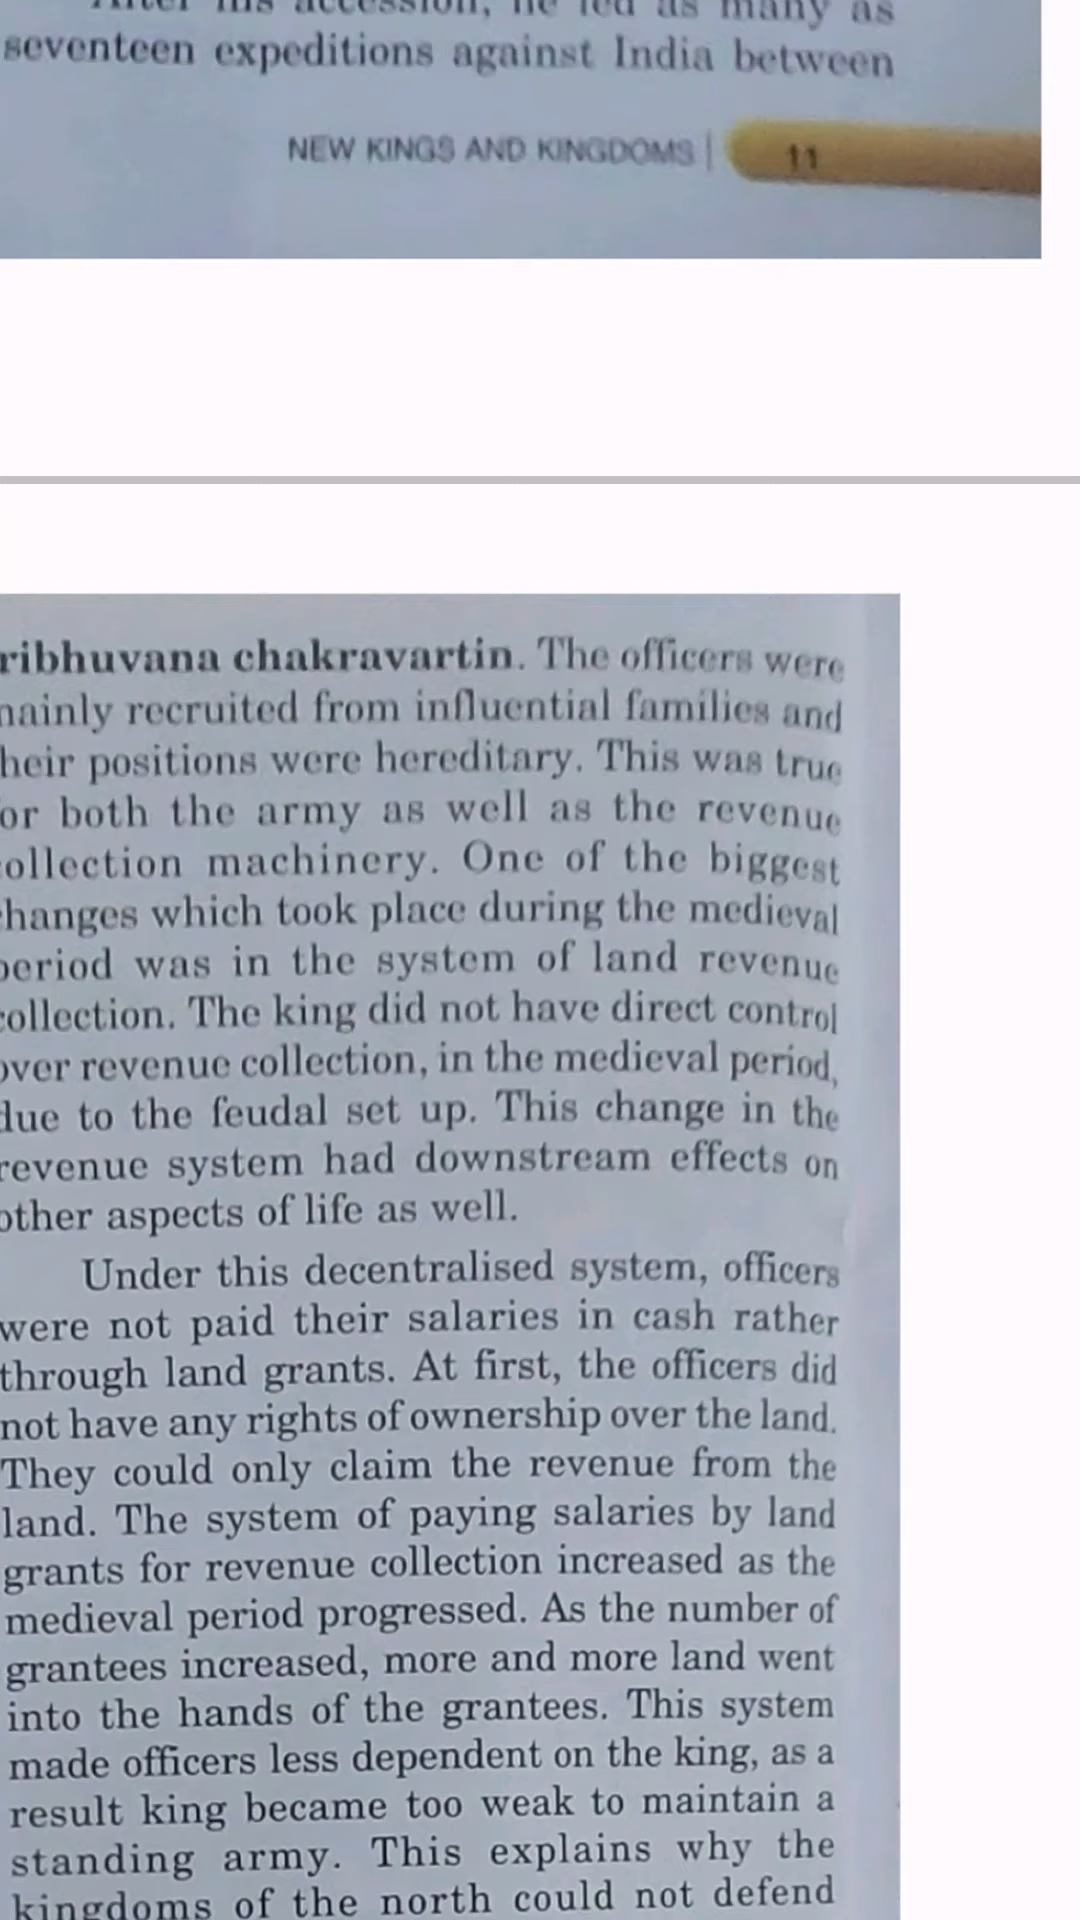 After his accession, he led as many as
seventeen expeditions against India between
NEW KINGS AND KINGDOMS | 11
ribhuvana chakravartin. The officers were
nainly recruited from influential families and
heir positions were hereditary. This was true
or both the army as well as the revenue
ollection machinery. One of the biggest
hanges which took place during the medieval
eriod was in the system of land revenue
collection. The king did not have direct control
over revenue collection, in the medieval period,
due to the feudal set up. This change in the
revenue system had downstream effects on
other aspects of life as well.
Under this decentralised system, officers
were not paid their salaries in cash rather
through land grants. At first, the officers did
not have any rights of ownership over the land.
They could only claim the revenue from the
land. The system of paying salaries by land
grants for revenue collection increased as the
medieval period progressed. As the number of
grantees increased, more and more land went
into the hands of the grantees. This system
made officers less dependent on the king, as a
result king became too weak to maintain a
standing army. This explains why the
kingdoms of the north could not defend